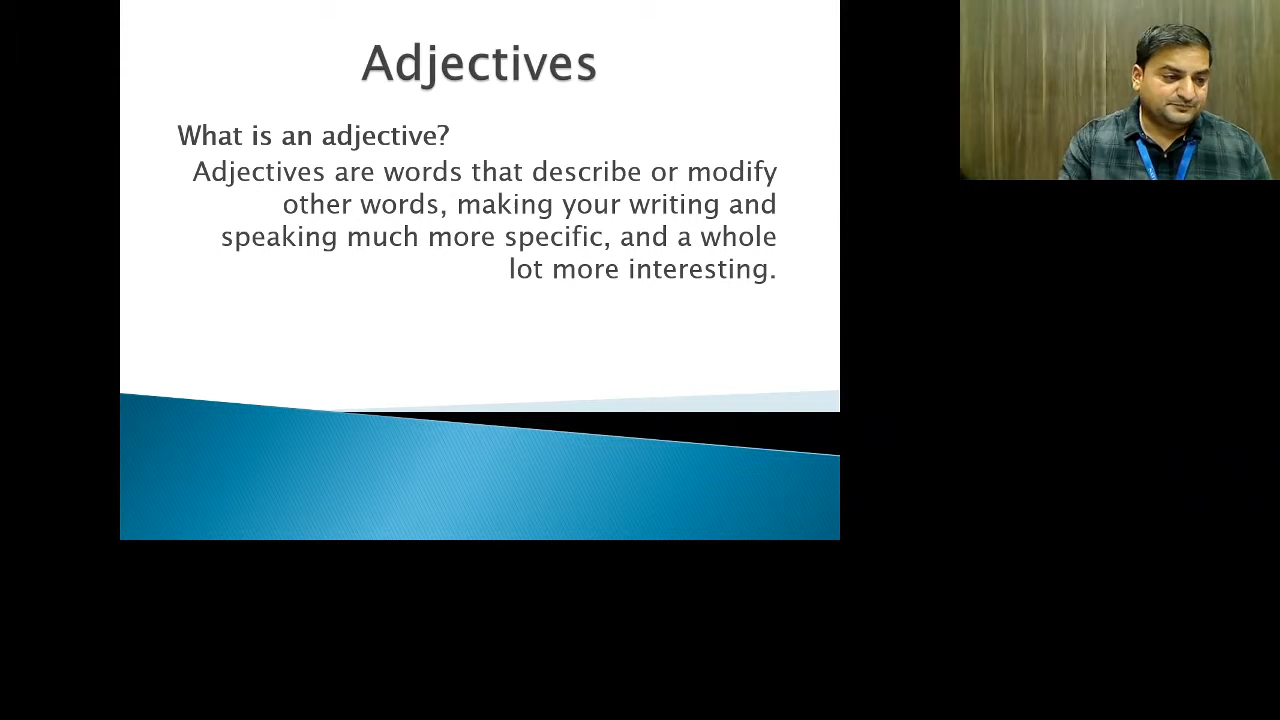 Adjectives
What is an adjective?
Adjectives are words that describe or modify
other words, making your writing and
speaking much more specific, and a whole
lot more interesting.